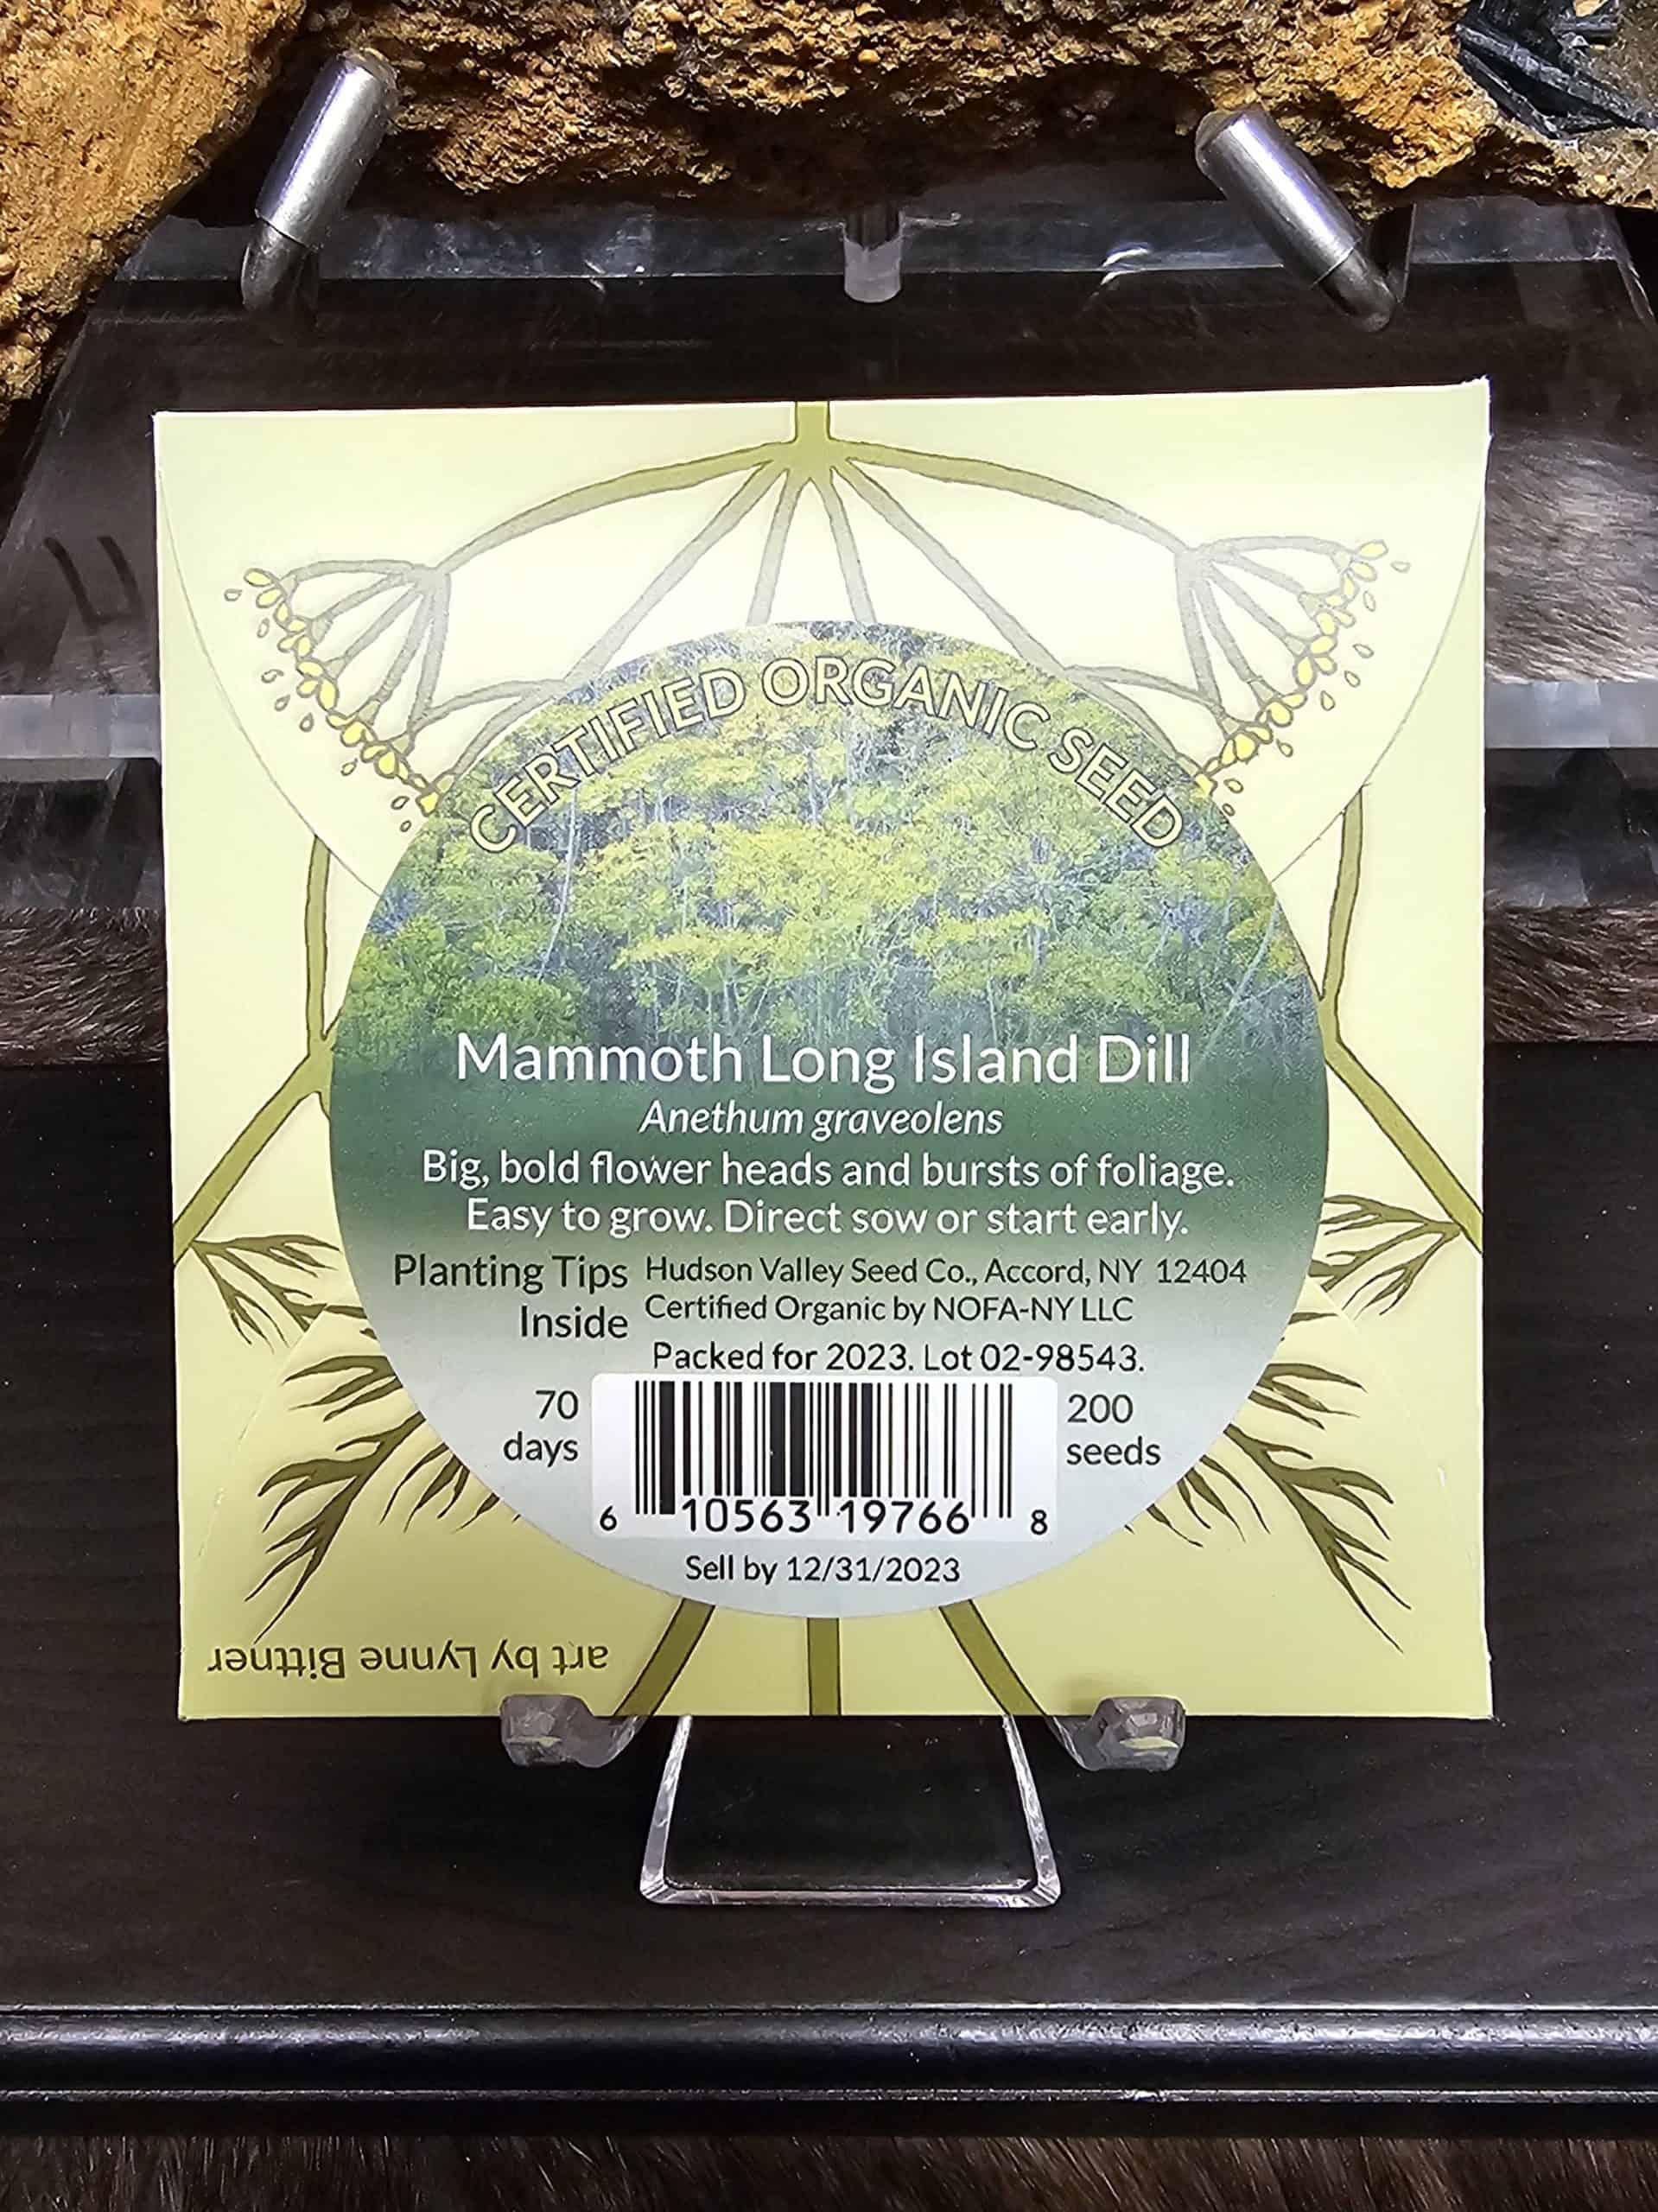 CERTIFIED ORGANIC SEED
Mammoth Long Island Dill
Anethum graveolens
Big, bold flower heads and bursts of foliage.
Easy to grow. Direct sow or start early.
Planting Tips
Inside
Hudson Valley Seed Co., Accord, NY 12404
Certified Organic by NOFA-NY LLC
Packed for 2023. Lot 02-98543.
70
days
200
seeds
6 10563 19766 8
Sell by 12/31/2023
art by Lynne Bittner